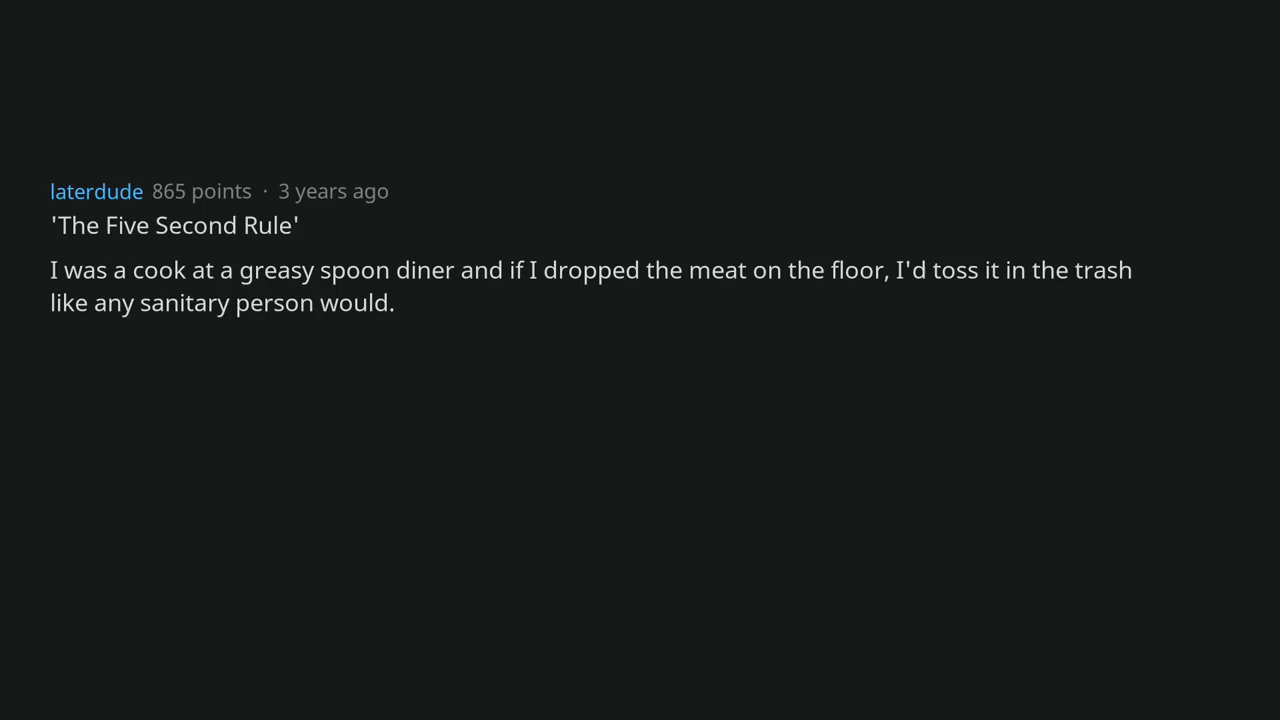 laterdude 865 points · 3 years ago
'The Five Second Rule'
I was a cook at a greasy spoon diner and if I dropped the meat on the floor, I'd toss it in the trash
like any sanitary person would.